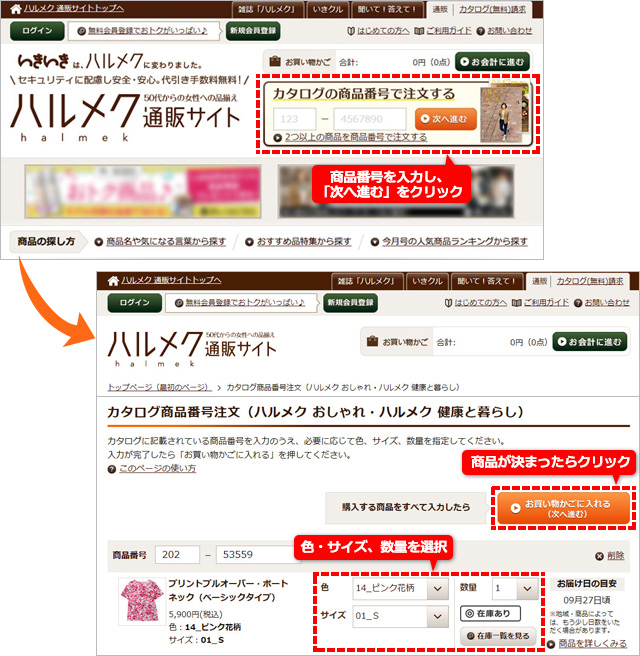 ハルメク 通販サイトトップへ
雑誌「ハルメク」
いきクル
聞いて！答えて！
通販
カタログ(無料)請求
ログイン
無料会員登録でおトクがいっぱい♪
新規会員登録
はじめての方へ
ご利用ガイド
お問い合わせ
いきいき は、ハルメク に変わりました。
\ セキュリティに配慮し安全・安心。代引き手数料無料！ /
ハルメク
halmek
50代からの女性への品揃え
通販サイト
お買い物かご 合計： 0円（0点）
お会計に進む
カタログの商品番号で注文する
123 － 4567890
次へ進む
2つ以上の商品を商品番号で注文する
商品番号を入力し、
「次へ進む」をクリック
商品の探し方
商品名や気になる言葉から探す
おすすめ品特集から探す
今月号の人気商品ランキングから探す
ハルメク 通販サイトトップへ
雑誌「ハルメク」
いきクル
聞いて！答えて！
通販
カタログ(無料)請求
ログイン
無料会員登録でおトクがいっぱい♪
新規会員登録
はじめての方へ
ご利用ガイド
お問い合わせ
ハルメク
halmek
50代からの女性への品揃え
通販サイト
お買い物かご 合計： 0円（0点）
お会計に進む
トップページ（最初のページ） > カタログ商品番号注文（ハルメク おしゃれ・ハルメク 健康と暮らし）
カタログ商品番号注文（ハルメク おしゃれ・ハルメク 健康と暮らし）
カタログに記載されている商品番号を入力のうえ、必要に応じて色、サイズ、数量を指定してください。
入力が完了したら「お買い物かごに入れる」を押してください。
このページの使い方
商品が決まったらクリック
購入する商品をすべて入力したら
お買い物かごに入れる
（次へ進む）
商品番号 202 － 53559
色・サイズ、数量を選択
削除
プリントプルオーバー・ボート
ネック（ベーシックタイプ）
5,900円(税込)
色：14_ピンク花柄
サイズ：01_S
色 14_ピンク花柄
サイズ 01_S
数量 1
在庫あり
在庫一覧を見る
お届け日の目安
09月27日頃
※地域・商品によって
は、もう少し日数をいた
だく場合があります。
商品を詳しくみる